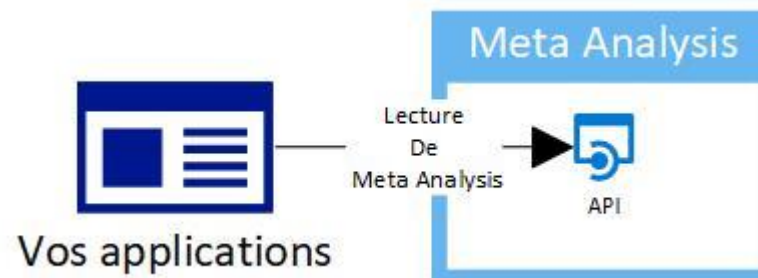 Meta Analysis
Lecture
De
Meta Analysis
API
Vos applications